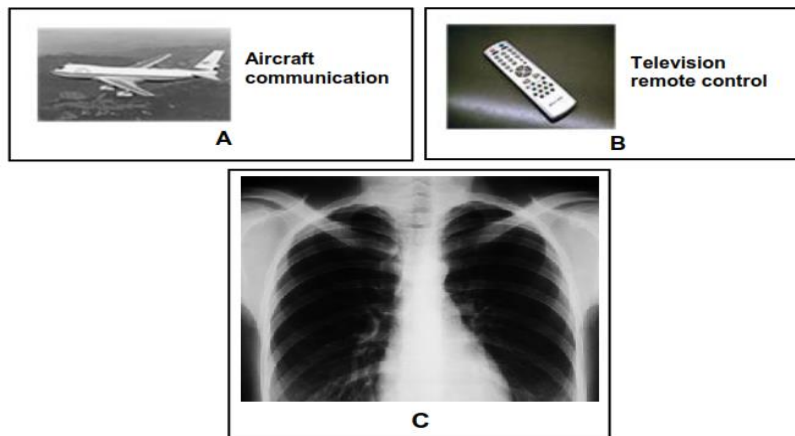 Aircraft
communication
A
Television
remote control
B
C